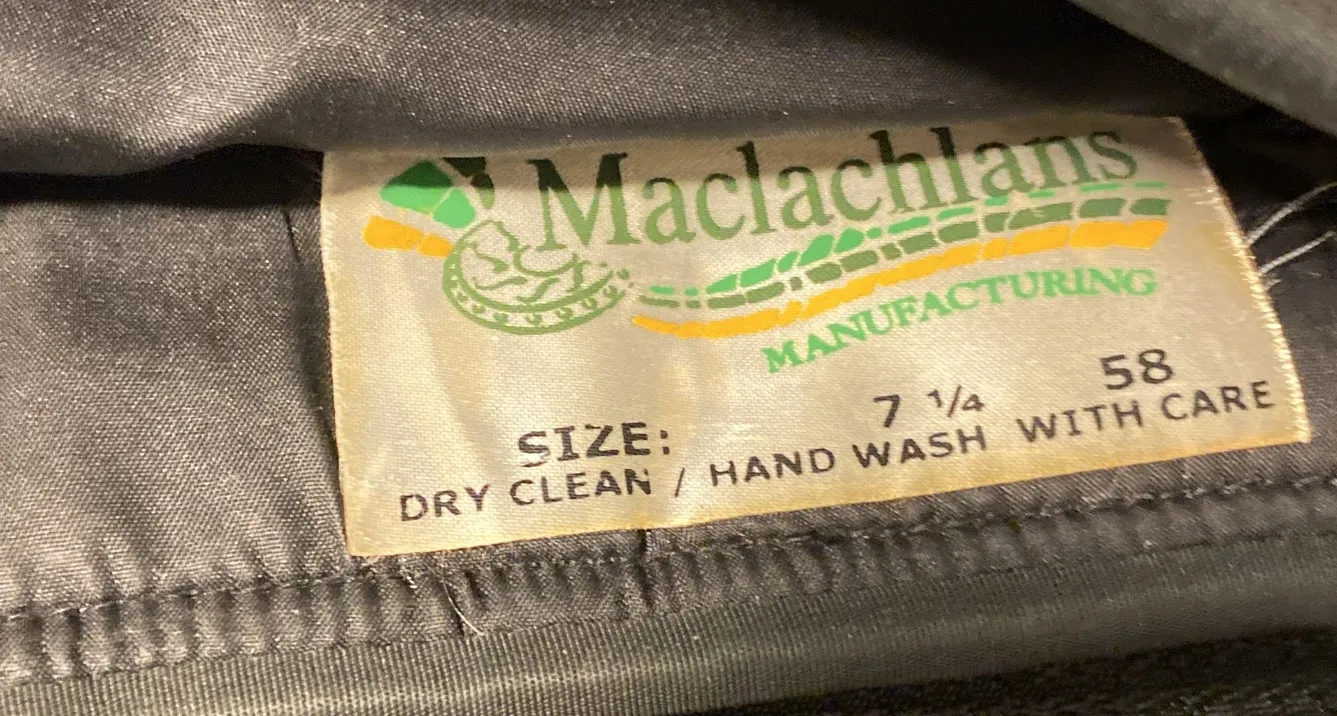 Maclachlans
MANUFACTURING
SIZE: 7 1/4 58
DRY CLEAN / HAND WASH WITH CARE